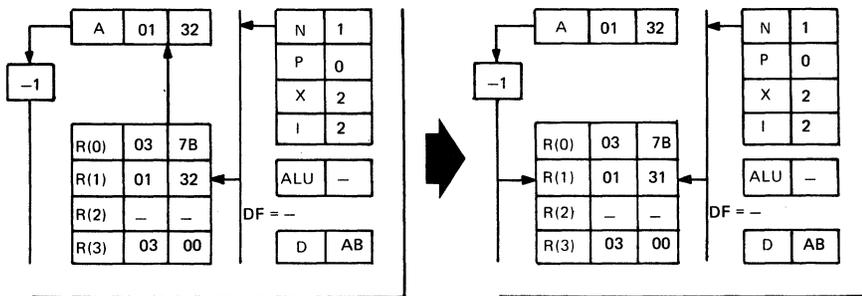 A 01 32
N 1
P 0
-1
X 2
I 2
R(0) 03 7B
R(1) 01 32
ALU –
R(2) – –
DF = –
R(3) 03 00
D AB
A 01 32
N 1
P 0
-1
X 2
I 2
R(0) 03 7B
R(1) 01 31
ALU –
R(2) – –
DF = –
R(3) 03 00
D AB